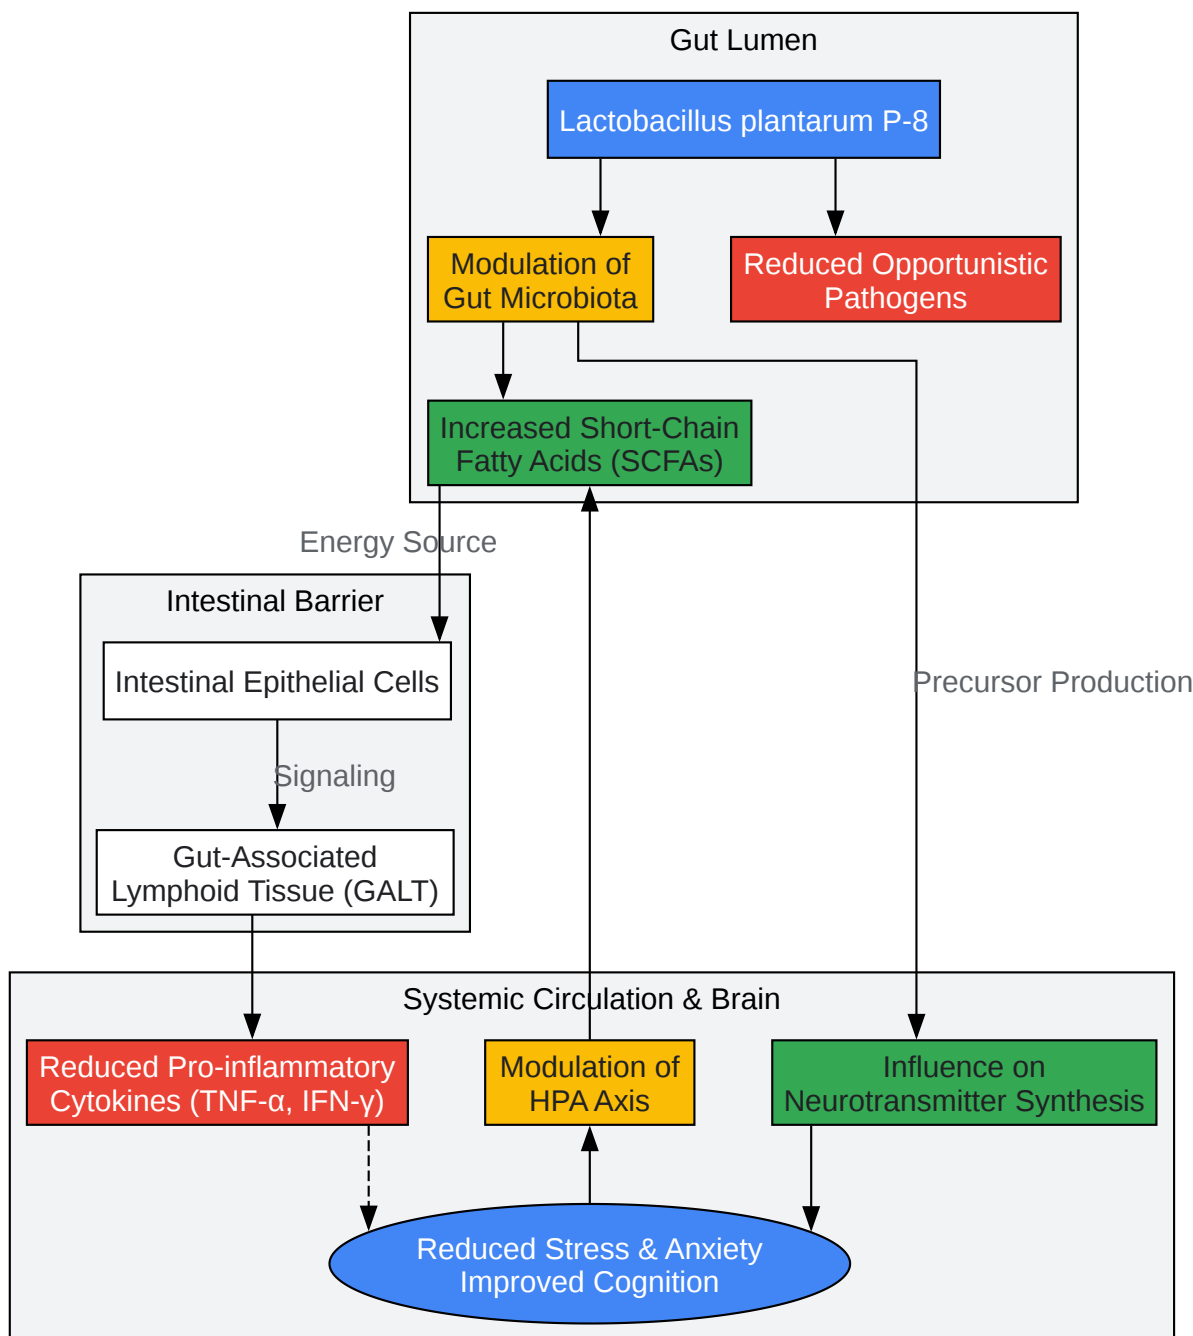 Gut Lumen
Lactobacillus plantarum P-8
Modulation of
Gut Microbiota
Reduced Opportunistic
Pathogens
Increased Short-Chain
Fatty Acids (SCFAs)
Energy Source
Intestinal Barrier
Intestinal Epithelial Cells
Precursor Production
Signaling
Gut-Associated
Lymphoid Tissue (GALT)
Systemic Circulation & Brain
Reduced Pro-inflammatory
Cytokines (TNF-α, IFN-γ)
Modulation of
HPA Axis
Influence on
Neurotransmitter Synthesis
Reduced Stress & Anxiety
Improved Cognition